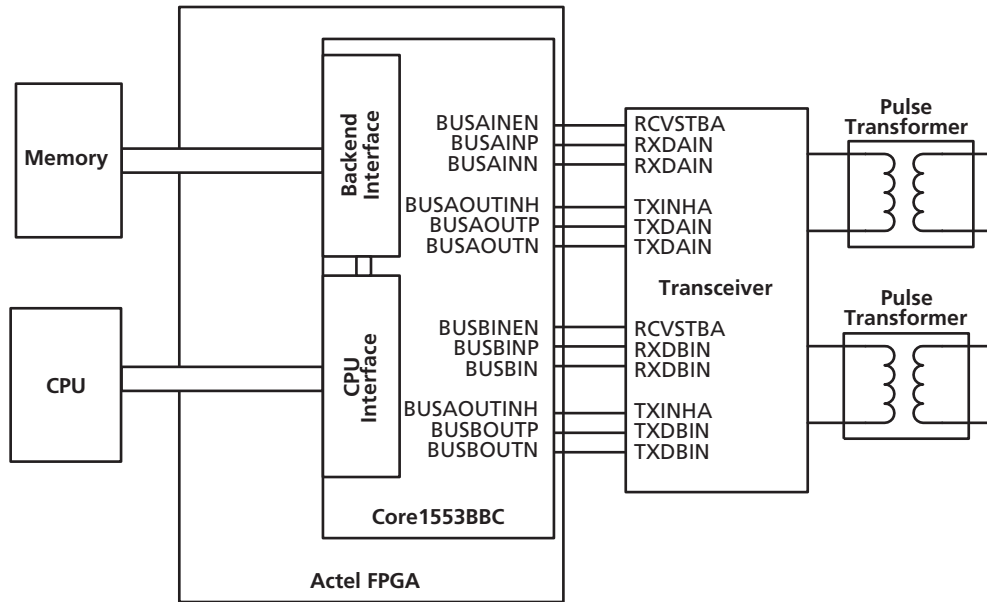 Memory
CPU
Backend
Interface
CPU
Interface
BUSAINEN
BUSAINP
BUSAINN
BUSAOUTINH
BUSAOUTP
BUSAOUTN
BUSBINEN
BUSBINP
BUSBIN
BUSAOUTINH
BUSBOUTP
BUSBOUTN
Core1553BBC
Actel FPGA
RCVSTBA
RXDAIN
RXDAIN
TXINHA
TXDAIN
TXDAIN
Transceiver
RCVSTBA
RXDBIN
RXDBIN
TXINHA
TXDBIN
TXDBIN
Pulse
Transformer
Pulse
Transformer